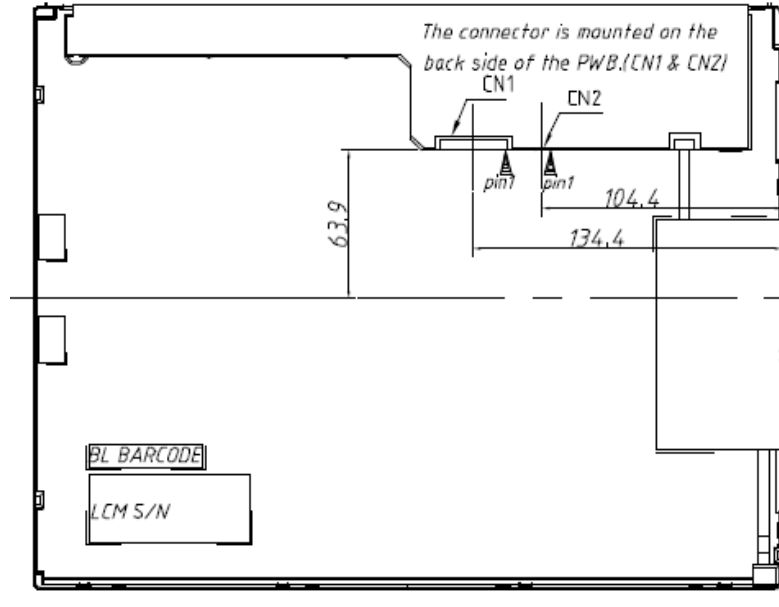 The connector is mounted on the
back side of the PWB.(CN1 & CN2)
CN1
CN2
pin1
pin1
104.4
63.9
134.4
BL BARCODE
LCM S/N